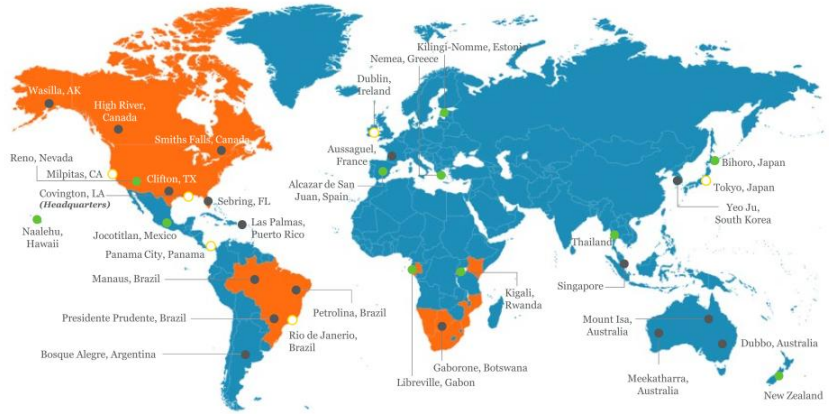 Kilingi-Nomme, Estonia
Nemea, Greece
Dublin,
Ireland
Wasilla, AK
High River,
Canada
Smiths Falls, Canada
Aussaguel,
France
Reno, Nevada
Milpitas, CA
Clifton, TX
Covington, LA
(Headquarters)
Sebring, FL
Alcazar de San
Juan, Spain
Bihoro, Japan
Tokyo, Japan
Yeo Ju,
South Korea
Naalehu,
Hawaii
Jocotitlan, Mexico
Las Palmas,
Puerto Rico
Panama City, Panama
Thailand
Manaus, Brazil
Singapore
Petrolina, Brazil
Kigali,
Rwanda
Presidente Prudente, Brazil
Rio de Janerio,
Brazil
Mount Isa,
Australia
Dubbo, Australia
Bosque Alegre, Argentina
Gaborone, Botswana
Libreville, Gabon
Meekatharra,
Australia
New Zealand